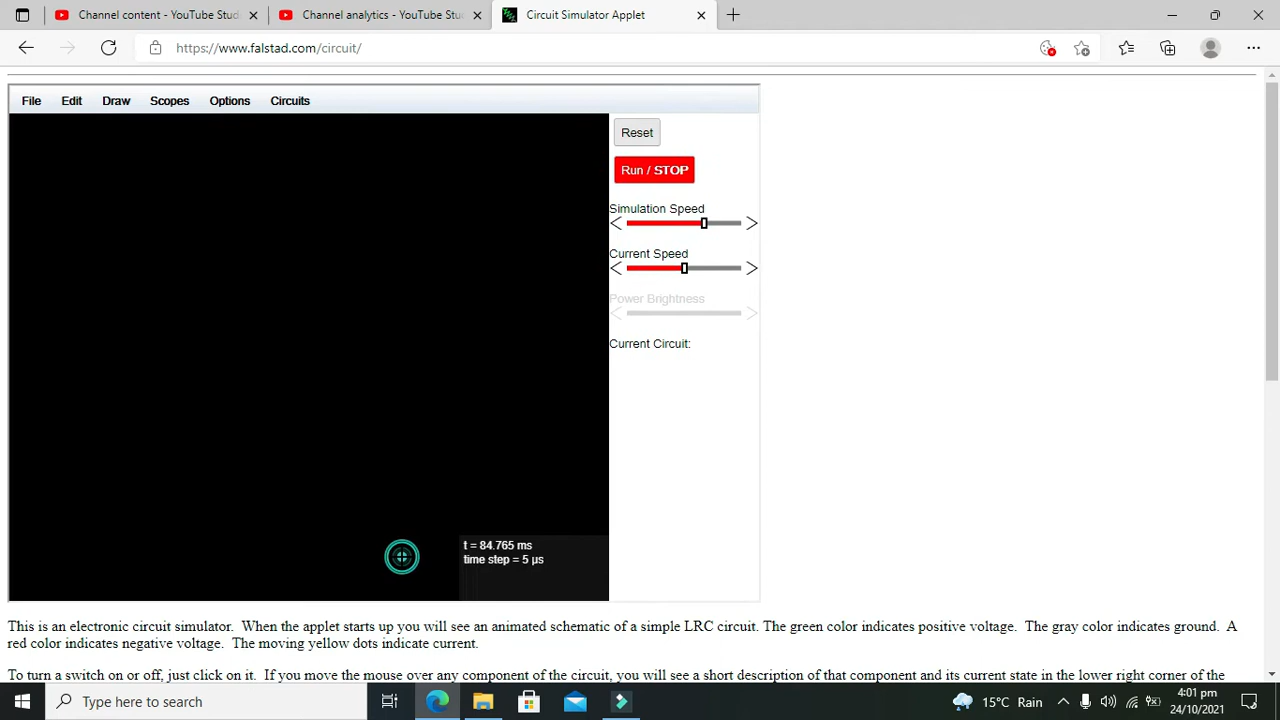 Channel content - YouTube Stud
Channel analytics - YouTube Stu
Circuit Simulator Applet
https://www.falstad.com/circuit/
File Edit Draw Scopes Options Circuits
Reset
Run / STOP
Simulation Speed
Current Speed
Power Brightness
Current Circuit:
t = 84.765 ms
time step = 5 µs
This is an electronic circuit simulator.  When the applet starts up you will see an animated schematic of a simple LRC circuit. The green color indicates positive voltage.  The gray color indicates ground.  A
red color indicates negative voltage.  The moving yellow dots indicate current.
To turn a switch on or off, just click on it.  If you move the mouse over any component of the circuit, you will see a short description of that component and its current state in the lower right corner of the
Type here to search
15°C Rain
4:01 pm
24/10/2021